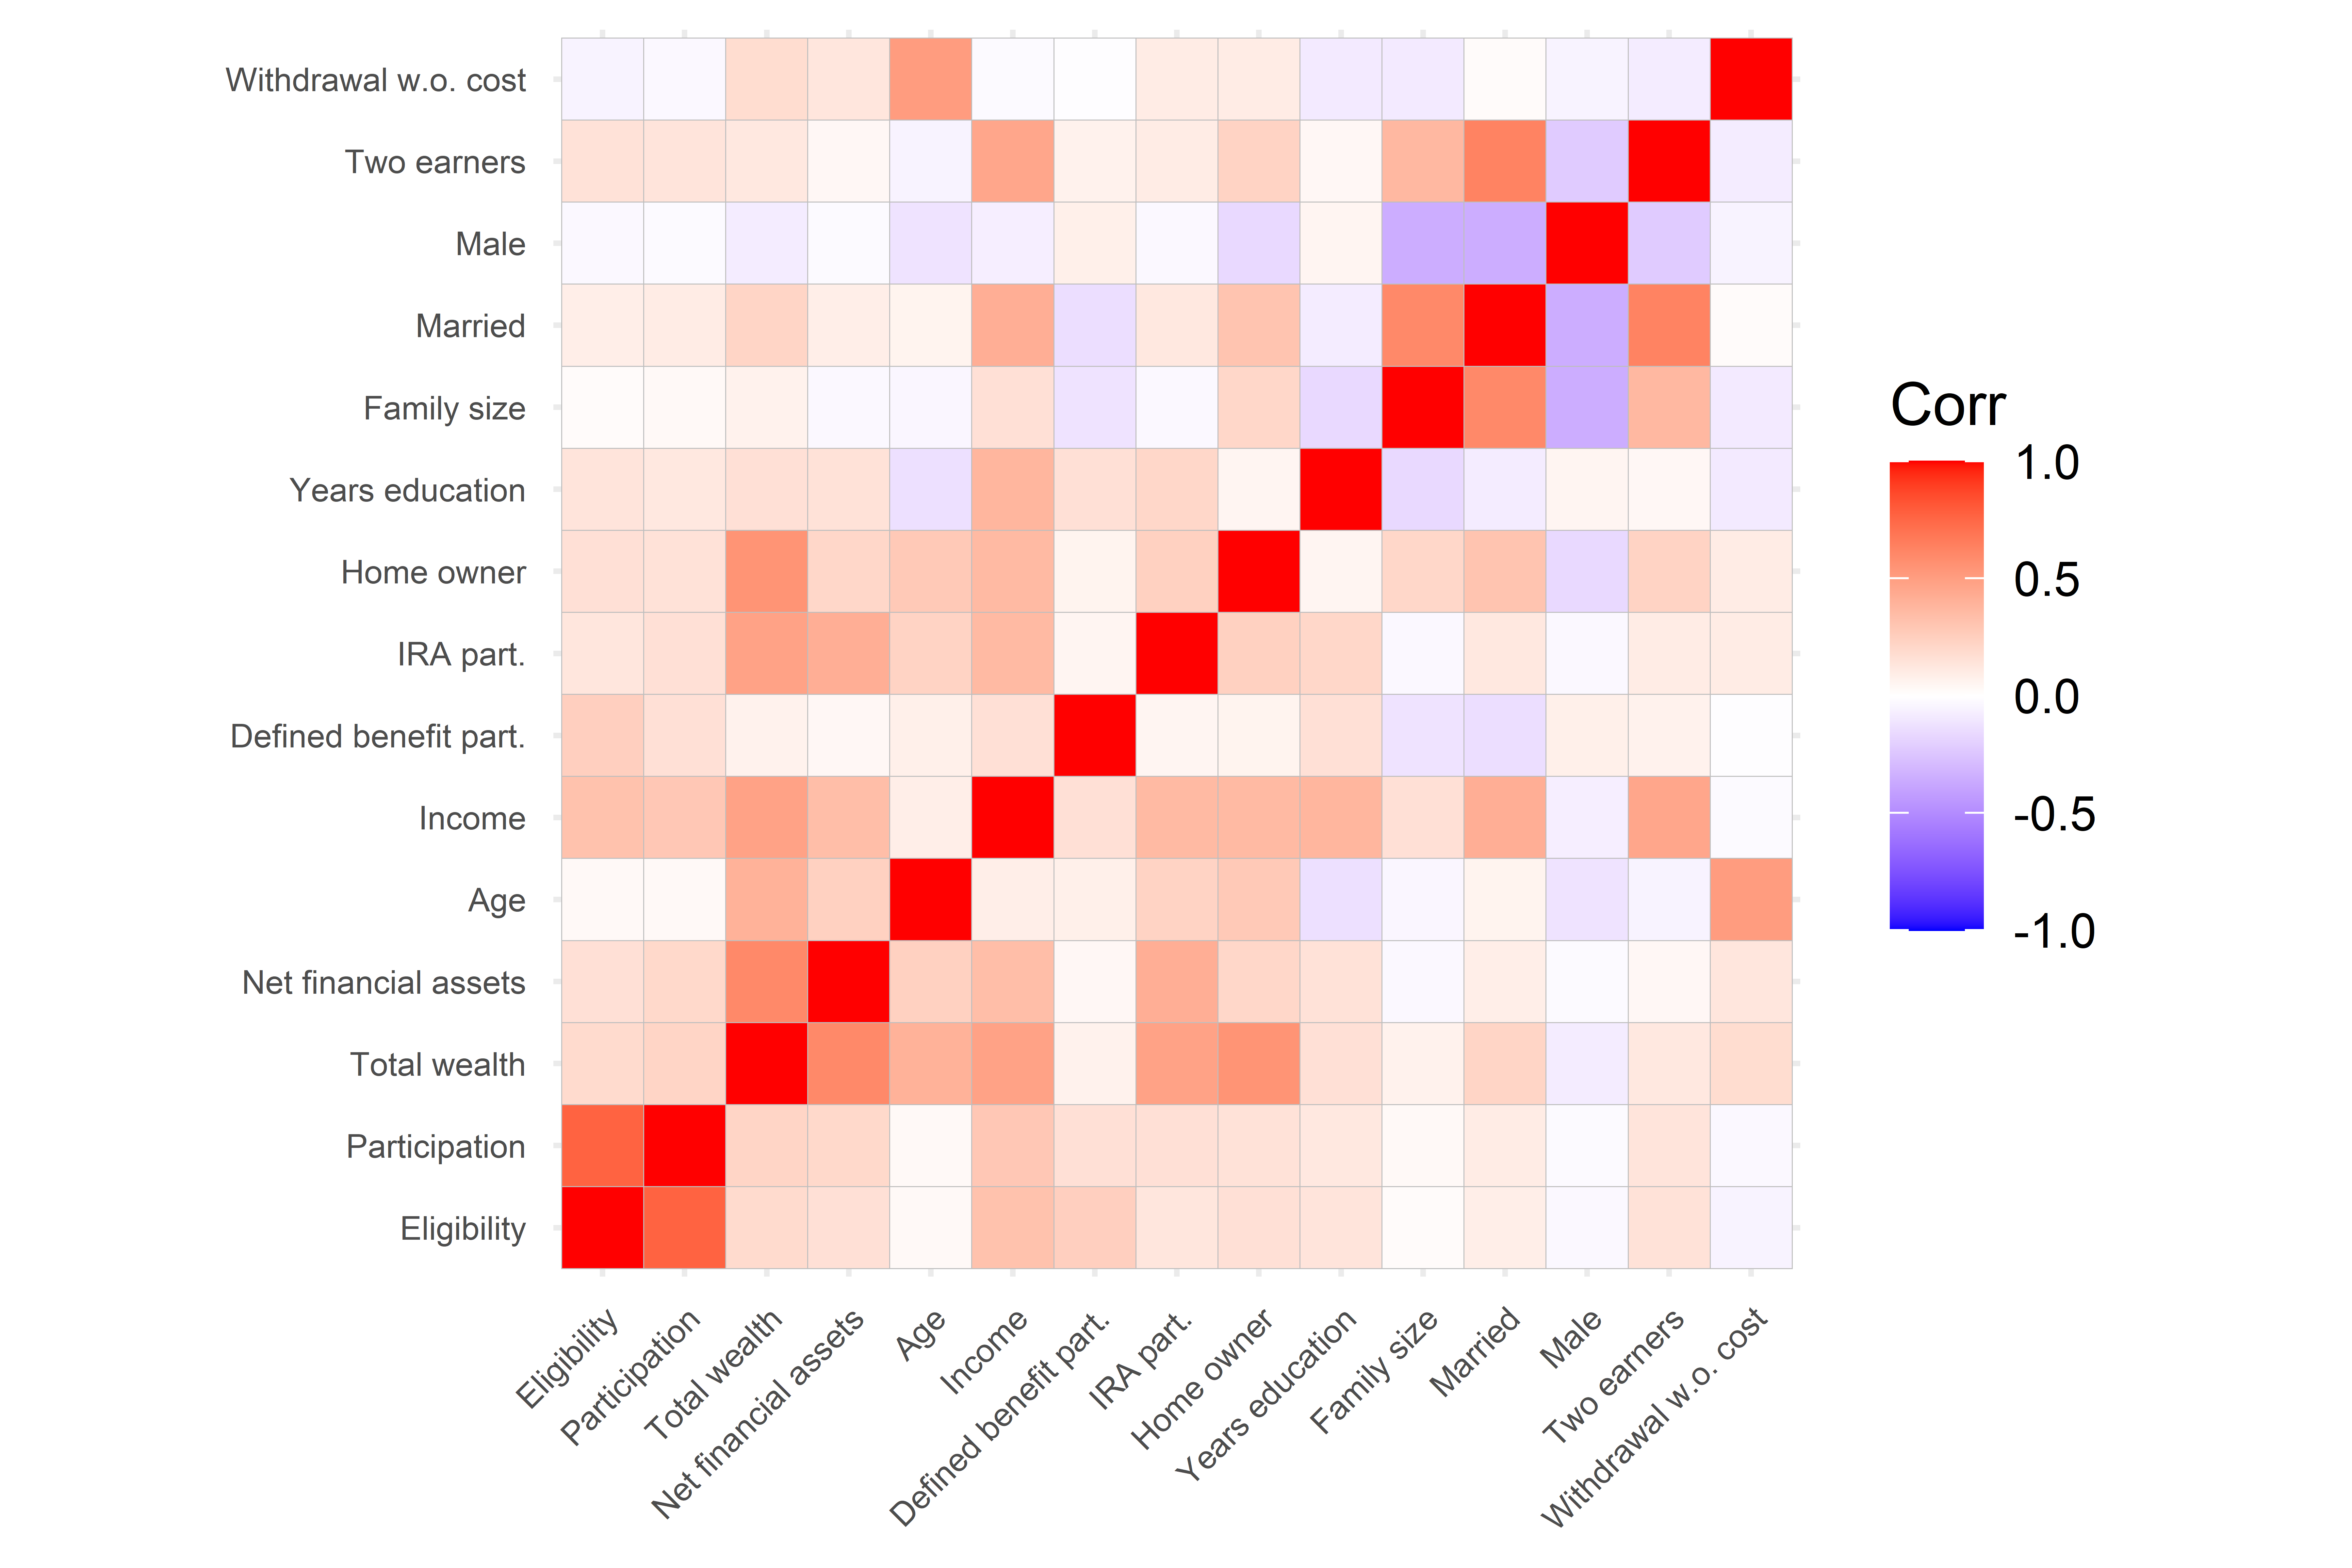 Withdrawal w.o. cost
Two earners
Male
Married
Family size
Years education
Home owner
IRA part.
Defined benefit part.
Income
Age
Net financial assets
Total wealth
Participation
Eligibility
Eligibility
Participation
Total wealth
Net financial assets
Age
Income
Defined benefit part.
IRA part.
Home owner
Years education
Family size
Married
Male
Two earners
Withdrawal w.o. cost
Corr
1.0
0.5
0.0
-0.5
-1.0